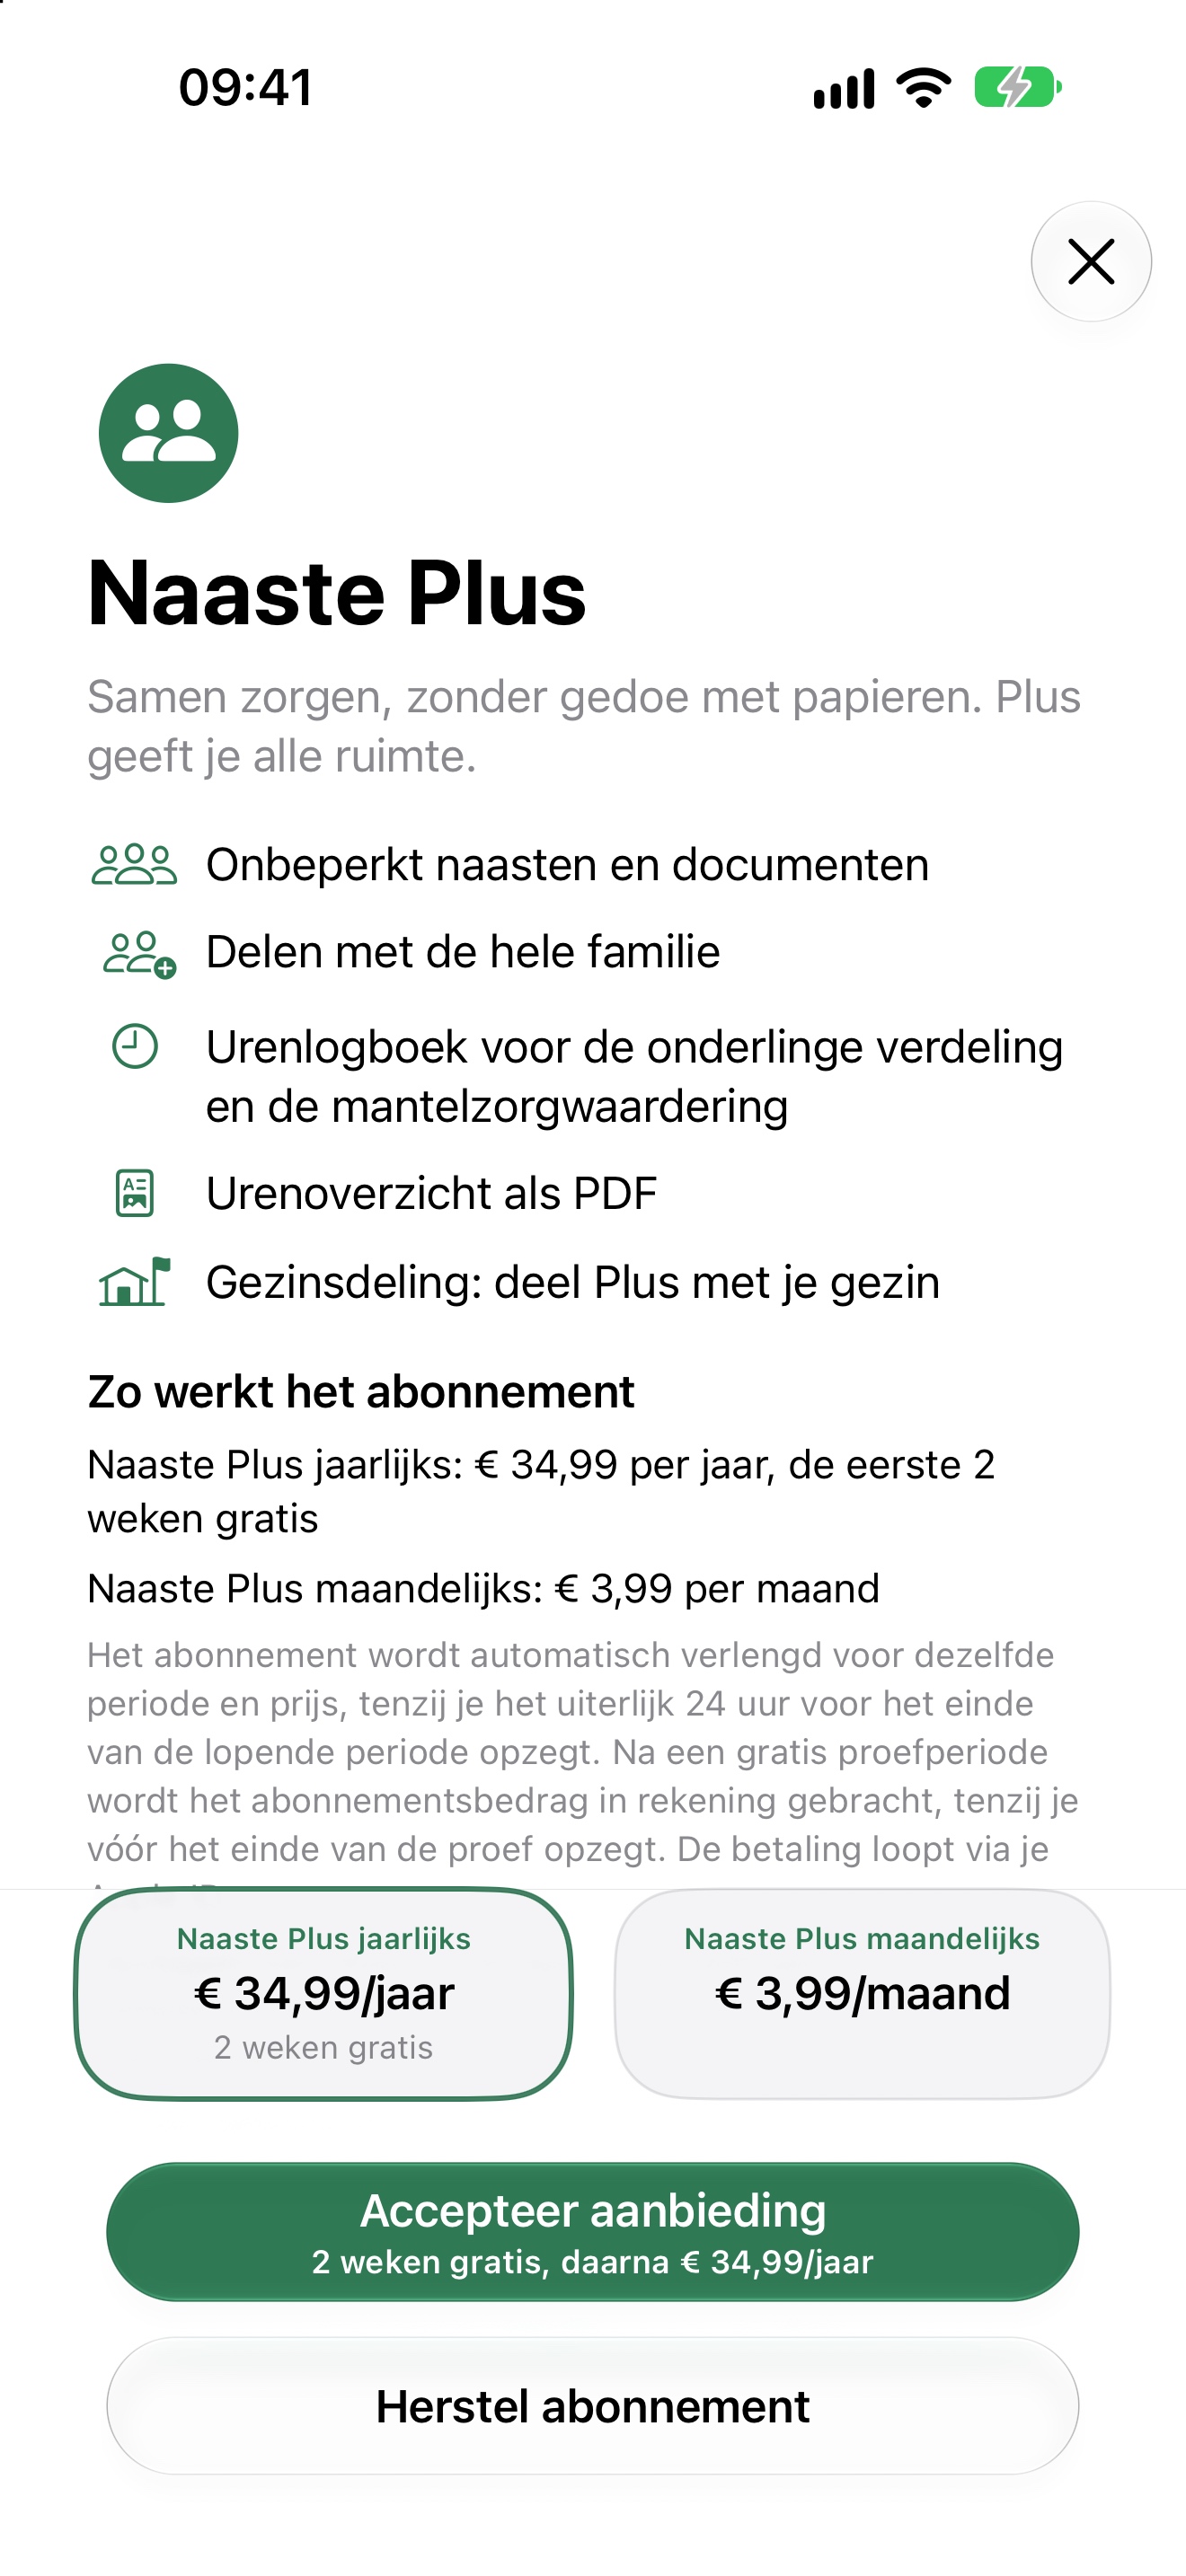 09:41
Naaste Plus
Samen zorgen, zonder gedoe met papieren. Plus
geeft je alle ruimte.
Onbeperkt naasten en documenten
Delen met de hele familie
Urenlogboek voor de onderlinge verdeling
en de mantelzorgwaardering
Urenoverzicht als PDF
Gezinsdeling: deel Plus met je gezin
Zo werkt het abonnement
Naaste Plus jaarlijks: € 34,99 per jaar, de eerste 2
weken gratis
Naaste Plus maandelijks: € 3,99 per maand
Het abonnement wordt automatisch verlengd voor dezelfde
periode en prijs, tenzij je het uiterlijk 24 uur voor het einde
van de lopende periode opzegt. Na een gratis proefperiode
wordt het abonnementsbedrag in rekening gebracht, tenzij je
vóór het einde van de proef opzegt. De betaling loopt via je
Naaste Plus jaarlijks
€ 34,99/jaar
2 weken gratis
Naaste Plus maandelijks
€ 3,99/maand
Accepteer aanbieding
2 weken gratis, daarna € 34,99/jaar
Herstel abonnement